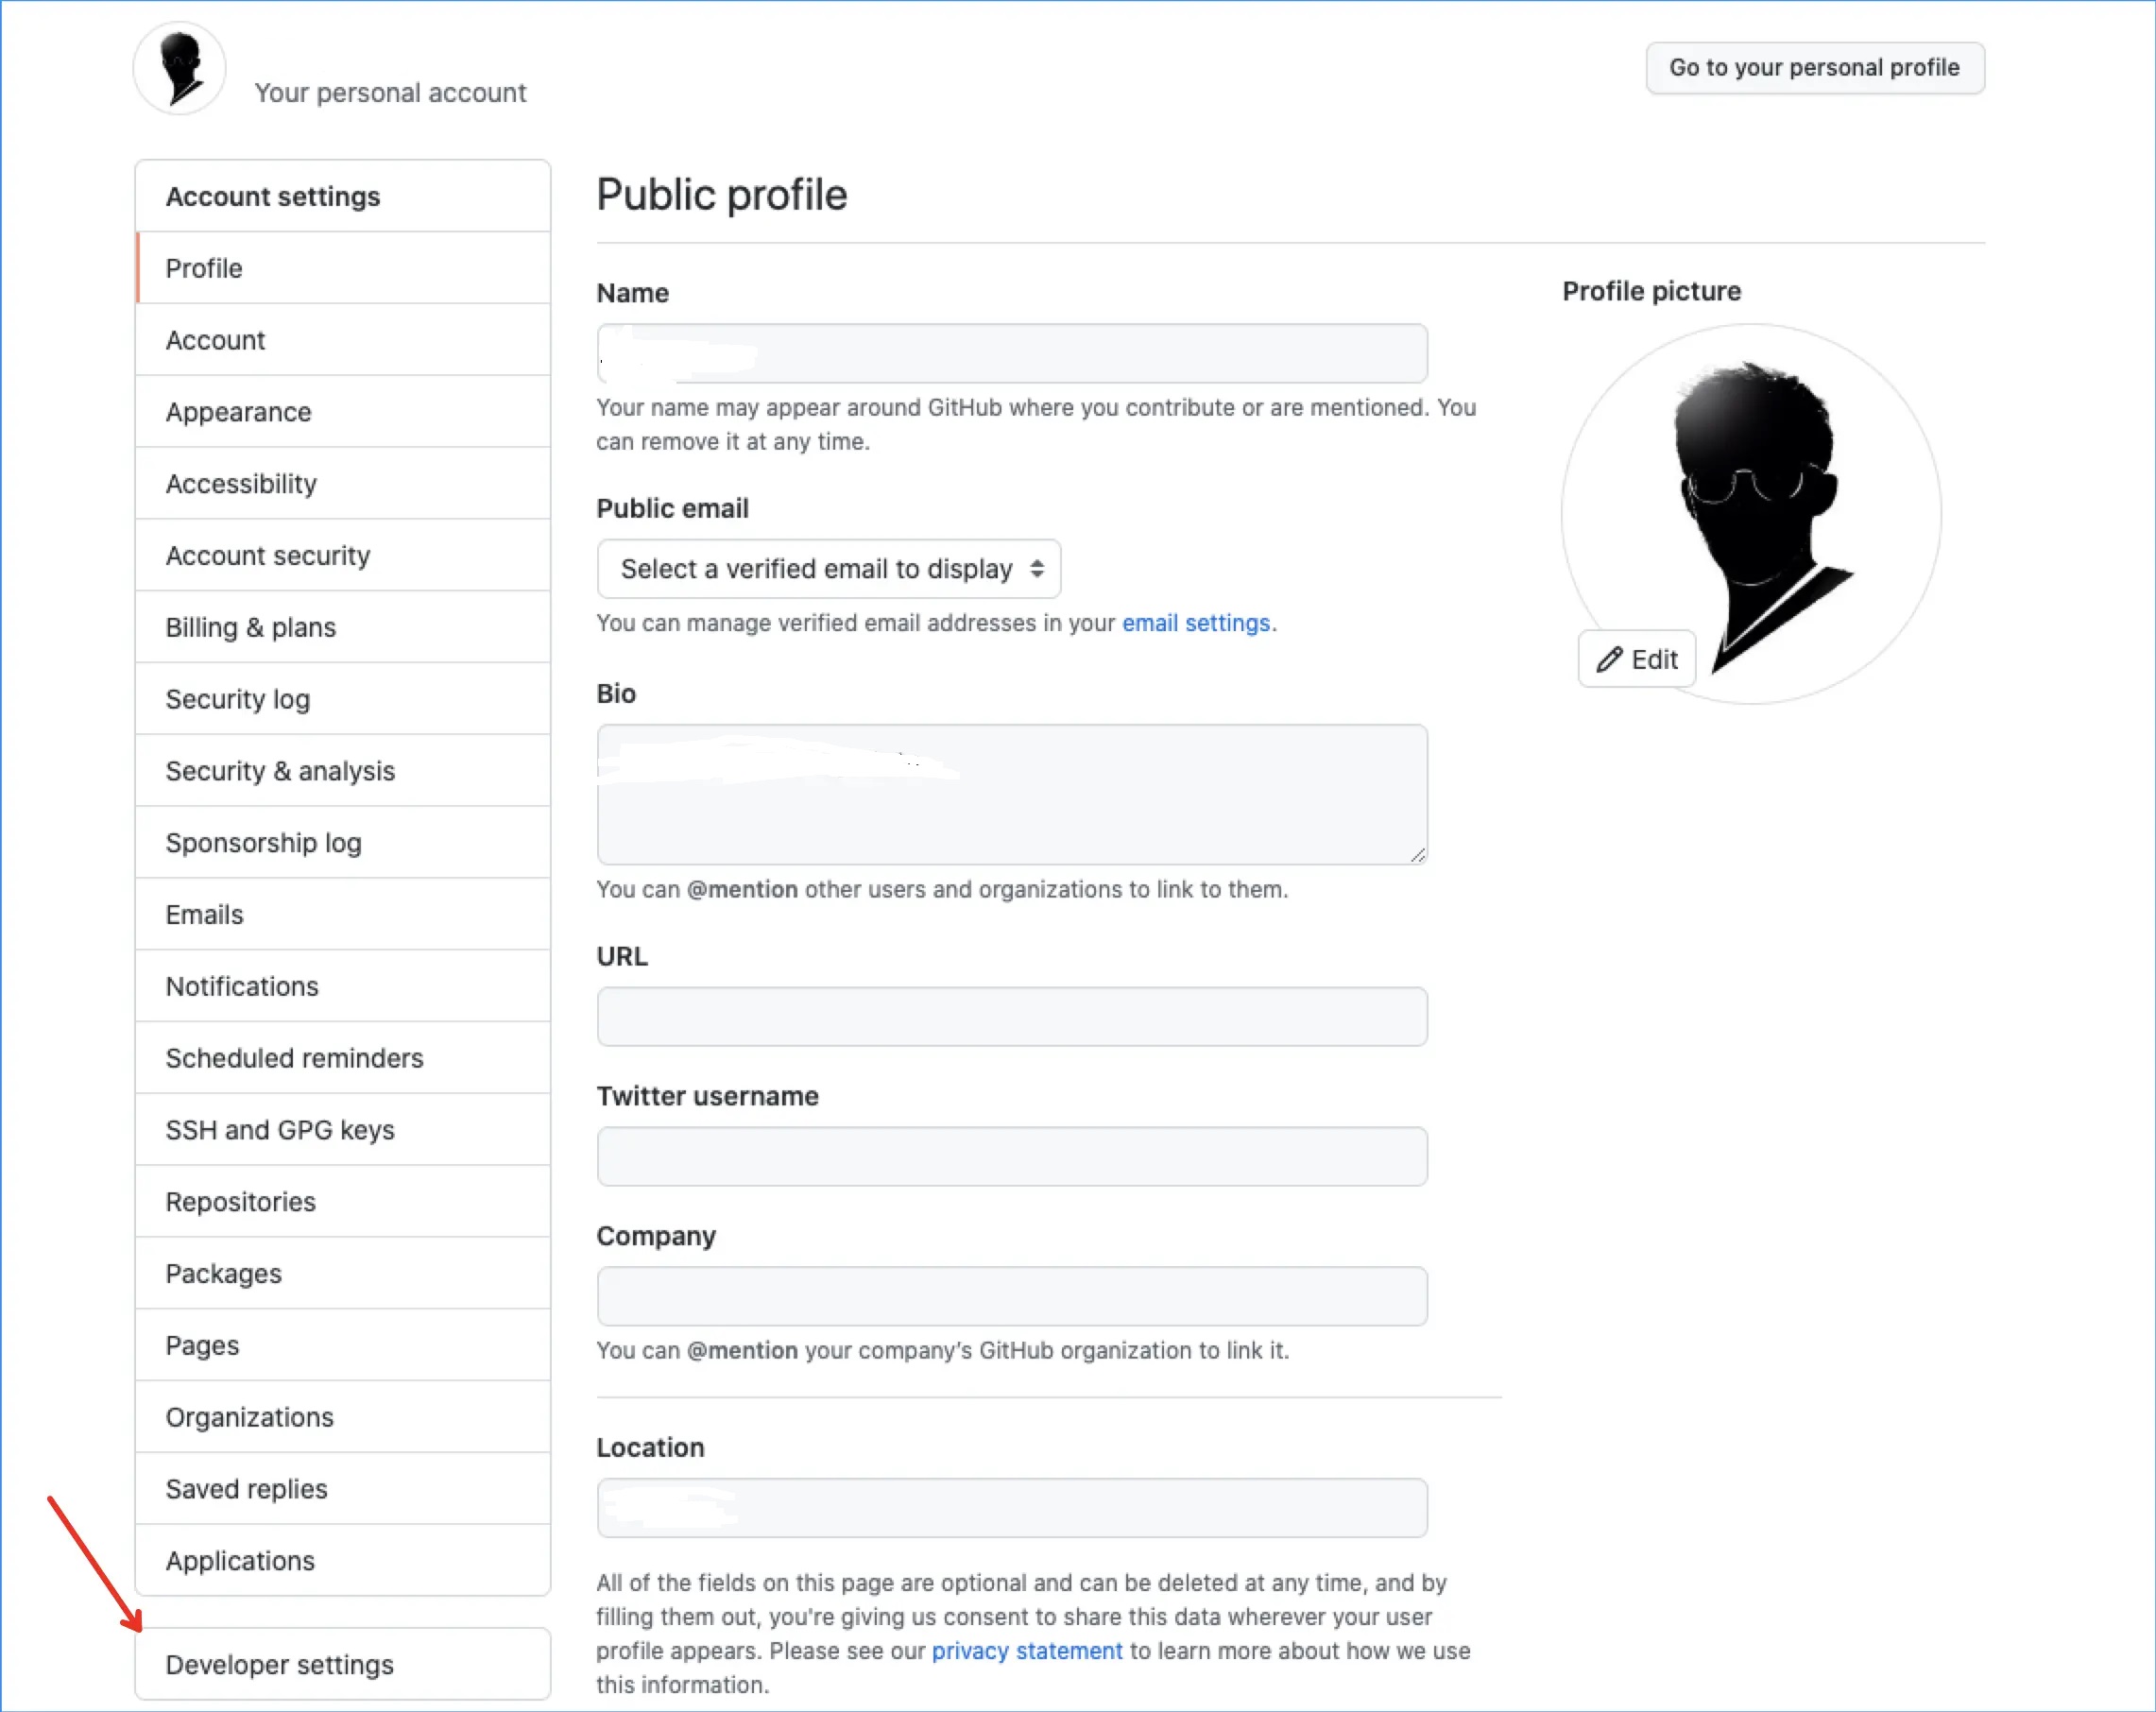 Your personal account
Go to your personal profile
Account settings
Profile
Account
Appearance
Accessibility
Account security
Billing & plans
Security log
Security & analysis
Sponsorship log
Emails
Notifications
Scheduled reminders
SSH and GPG keys
Repositories
Packages
Pages
Organizations
Saved replies
Applications
Developer settings
Public profile
Name
Your name may appear around GitHub where you contribute or are mentioned. You
can remove it at any time.
Public email
Select a verified email to display
You can manage verified email addresses in your email settings.
Bio
You can @mention other users and organizations to link to them.
URL
Twitter username
Company
You can @mention your company's GitHub organization to link it.
Location
All of the fields on this page are optional and can be deleted at any time, and by
filling them out, you're giving us consent to share this data wherever your user
profile appears. Please see our privacy statement to learn more about how we use
this information.
Profile picture
Edit